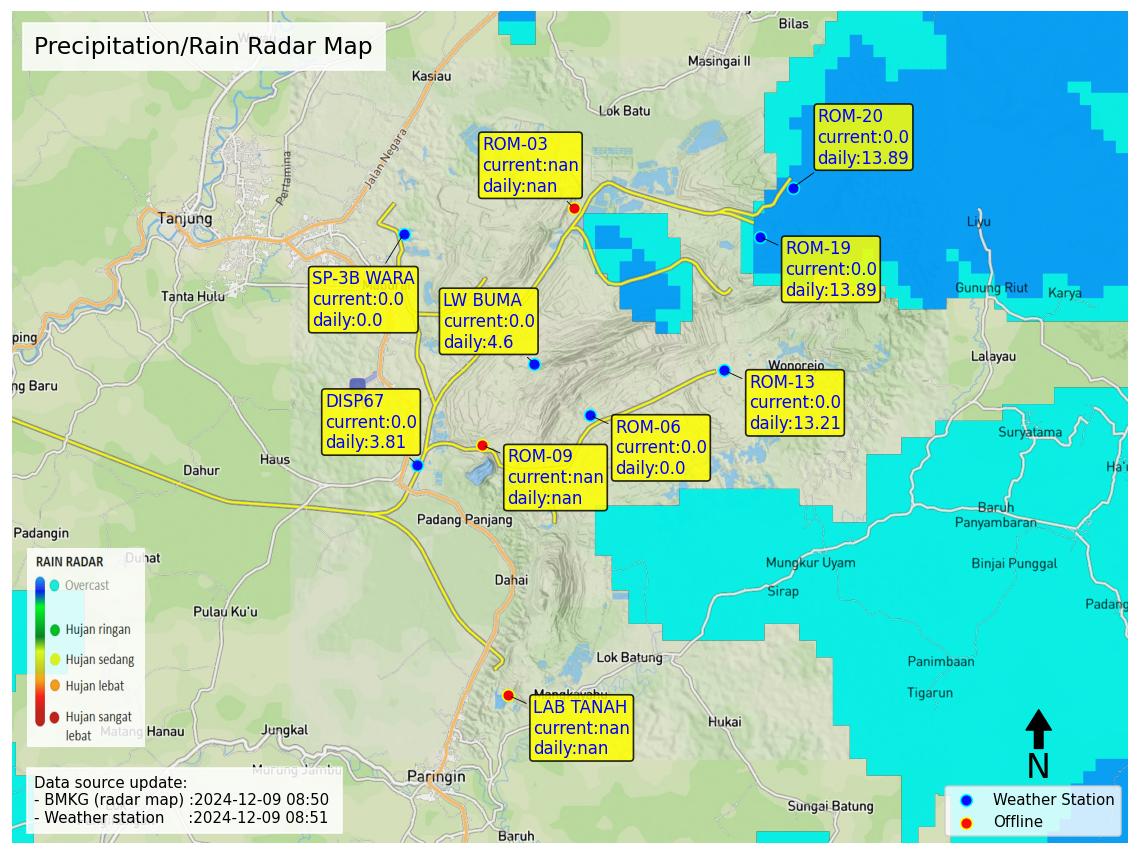 Precipitation/Rain Radar Map
Bilas
Masingai II
Kasiau
Lok Batu
Jalan Negara
Pertamina
Tanjung
Tanta Hulu
ROM-03
current:nan
daily:nan
ROM-20
current:0.0
daily:13.89
Liyu
ROM-19
current:0.0
daily:13.89
SP-3B WARA
current:0.0
daily:0.0
LW BUMA
current:0.0
daily:4.6
Gunung Riut
Karya
ping
ng Baru
Lalayau
Wonorejo
ROM-13
current:0.0
daily:13.21
DISP67
current:0.0
daily:3.81
ROM-06
current:0.0
daily:0.0
ROM-09
current:nan
daily:nan
Suryatama
Ha'u
Haus
Dahur
Padangin
Padang Panjang
Baruh
Panyambaran
Duhat
Mungkur Uyam
Binjai Punggal
Dahai
Sirap
Padang
Pulau Ku'u
RAIN RADAR
Overcast
Hujan ringan
Hujan sedang
Hujan lebat
Hujan sangat
lebat
Lok Batung
Panimbaan
Tigarun
Mangkayahu
LAB TANAH
current:nan
daily:nan
Hukai
Matang Hanau
Jungkal
Murung Jambu
Paringin
Sungai Batung
Baruh
N
Data source update:
- BMKG (radar map) :2024-12-09 08:50
- Weather station :2024-12-09 08:51
Weather Station
Offline